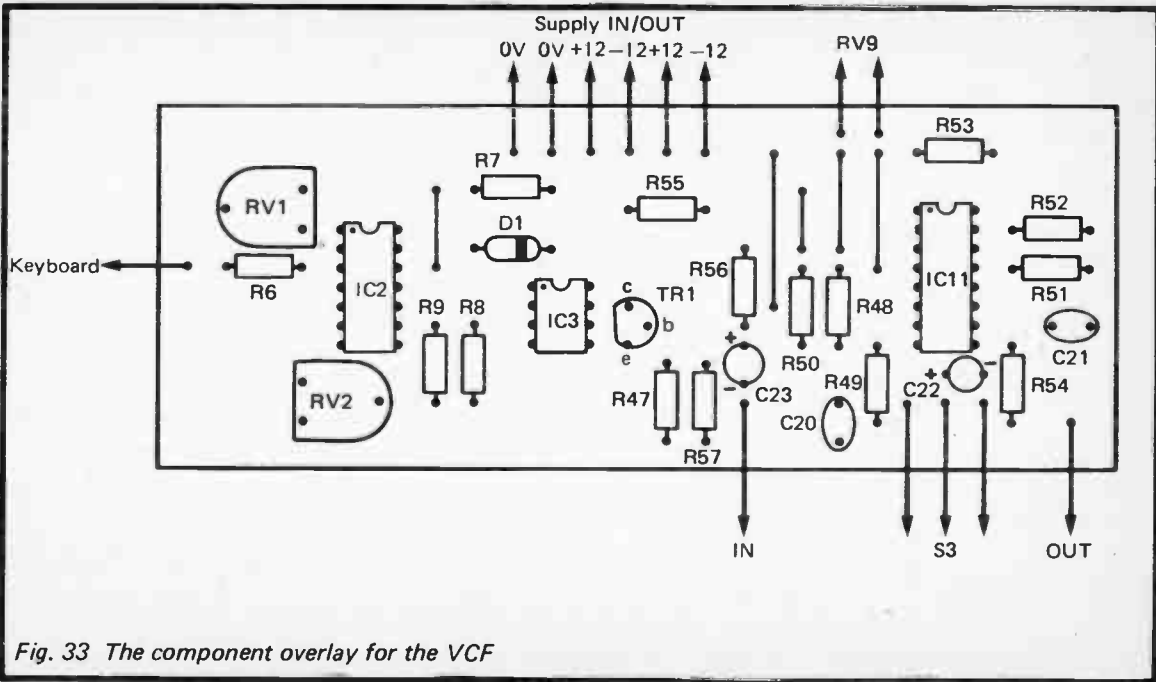 Supply IN/OUT
0V 0V +12 −12 +12 −12
RV9
R53
R7
R55
R52
RV1
D1
Keyboard
R6
IC2
R56
c
TR1
IC3
b
e
R9 R8
R48
IC11
R51
R50
C21
RV2
R47
+
−
C23
R49
C20
C22
+
−
R54
R57
IN
S3
OUT
Fig. 33 The component overlay for the VCF